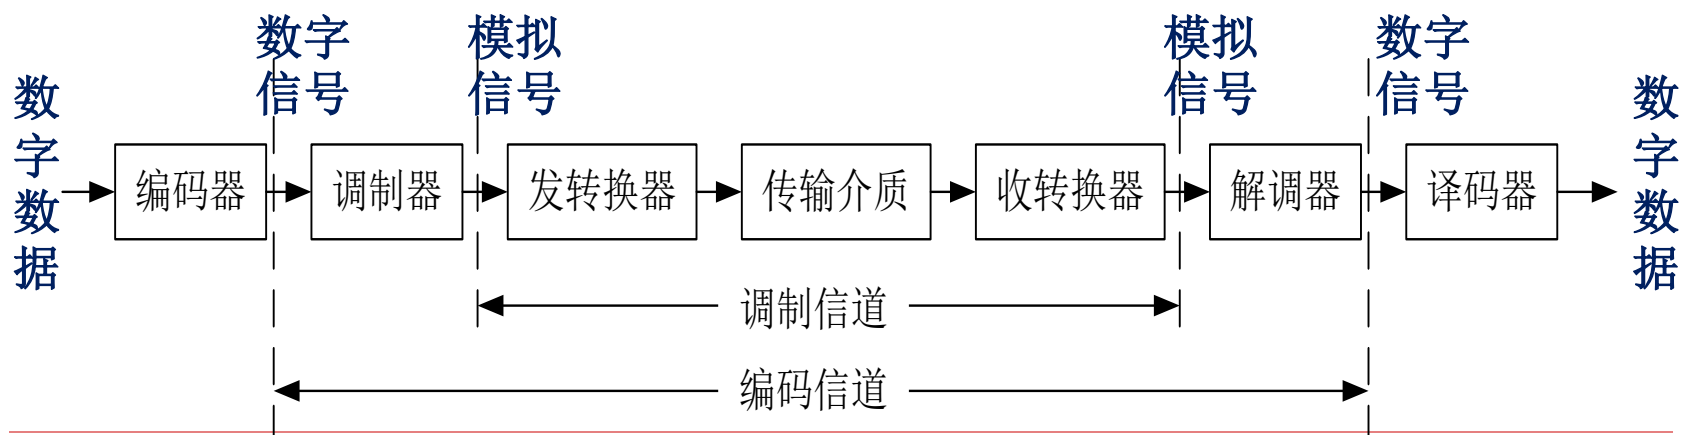 数字
信号
模拟
信号
模拟
信号
数字
信号
数
字
数
据
编码器
调制器
发转换器
传输介质
收转换器
解调器
译码器
数
字
数
据
调制信道
编码信道